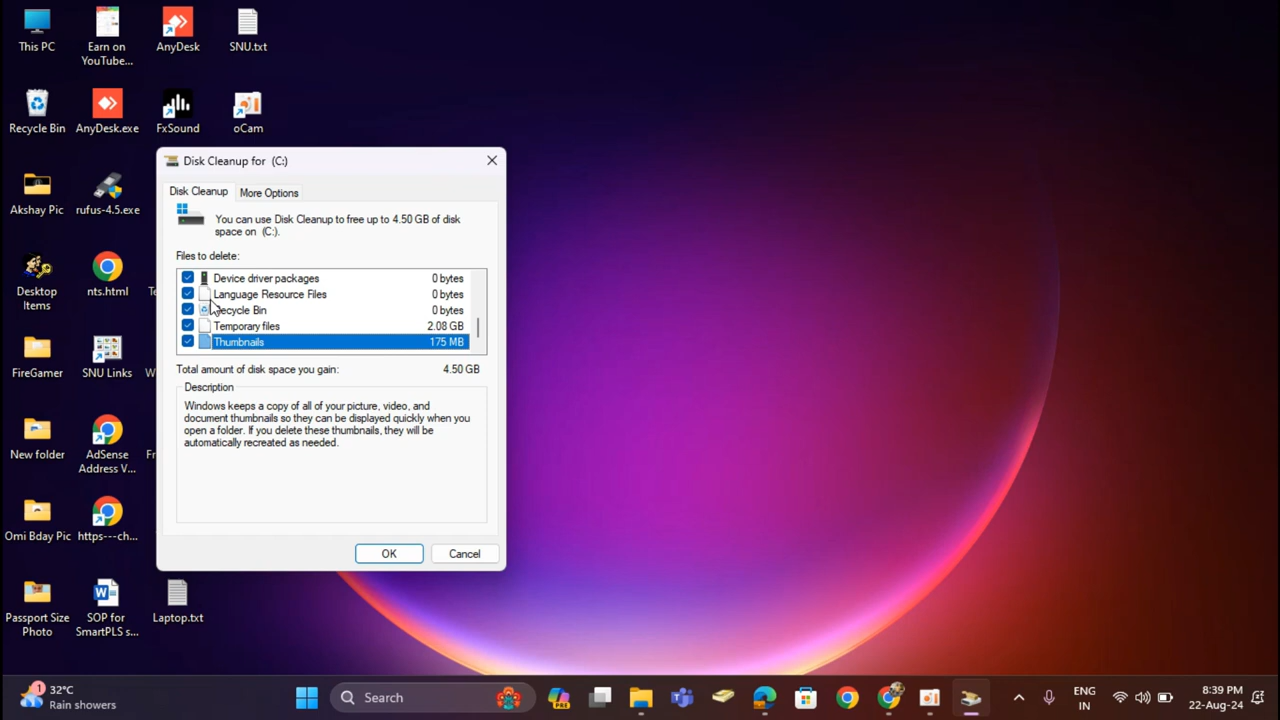 This PC
Earn on
YouTube...
AnyDesk
SNU.txt
Recycle Bin
AnyDesk.exe
FxSound
oCam
Disk Cleanup for (C:)
Disk Cleanup
More Options
Akshay Pic
rufus-4.5.exe
You can use Disk Cleanup to free up to 4.50 GB of disk
space on (C:).
Files to delete:
Device driver packages 0 bytes
Language Resource Files 0 bytes
Bin 0 bytes
Temporary files 2.08 GB
Thumbnails 175 MB
Desktop
Items
nts.html
Total amount of disk space you gain: 4.50 GB
Description
Windows keeps a copy of all of your picture, video, and
document thumbnails so they can be displayed quickly when you
open a folder. If you delete these thumbnails, they will be
automatically recreated as needed.
FireGamer
SNU Links
New folder
AdSense
Address V...
Omi Bday Pic
https---ch...
OK
Cancel
Passport Size
Photo
SOP for
SmartPLS s...
Laptop.txt
1
32°C
Rain showers
Search
PRE
ENG
IN
8:39 PM
22-Aug-24